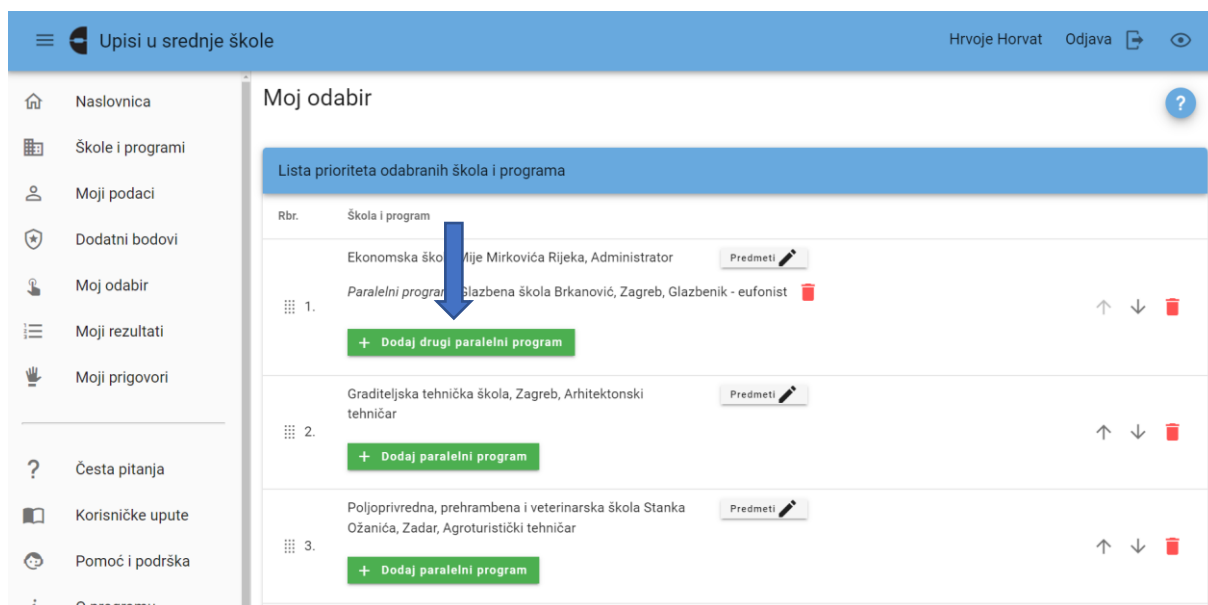 Upisi u srednje škole
Hrvoje Horvat
Odjava
Naslovnica
Škole i programi
Moji podaci
Dodatni bodovi
Moj odabir
Moji rezultati
Moji prigovori
? Česta pitanja
Korisničke upute
Pomoć i podrška
Moj odabir
?
Lista prioriteta odabranih škola i programa
Rbr. Škola i program
1.
Ekonomska ško Mije Mirkovića Rijeka, Administrator
Predmeti
Paralelni program Glazbena škola Brkanović, Zagreb, Glazbenik - eufonist
+ Dodaj drugi paralelni program
2.
Graditeljska tehnička škola, Zagreb, Arhitektonski
tehničar
Predmeti
+ Dodaj paralelni program
3.
Poljoprivredna, prehrambena i veterinarska škola Stanka
Ožanića, Zadar, Agroturistički tehničar
Predmeti
+ Dodaj paralelni program